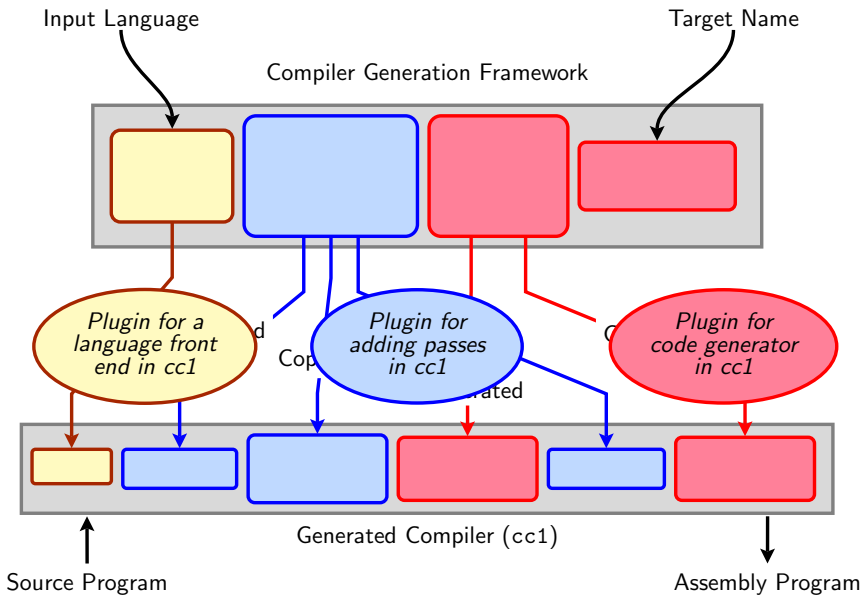 Input Language
Target Name
Compiler Generation Framework
Plugin for a
language front
end in cc1
Plugin for
adding passes
in cc1
Plugin for
code generator
in cc1
Generated Compiler (cc1)
Source Program
Assembly Program